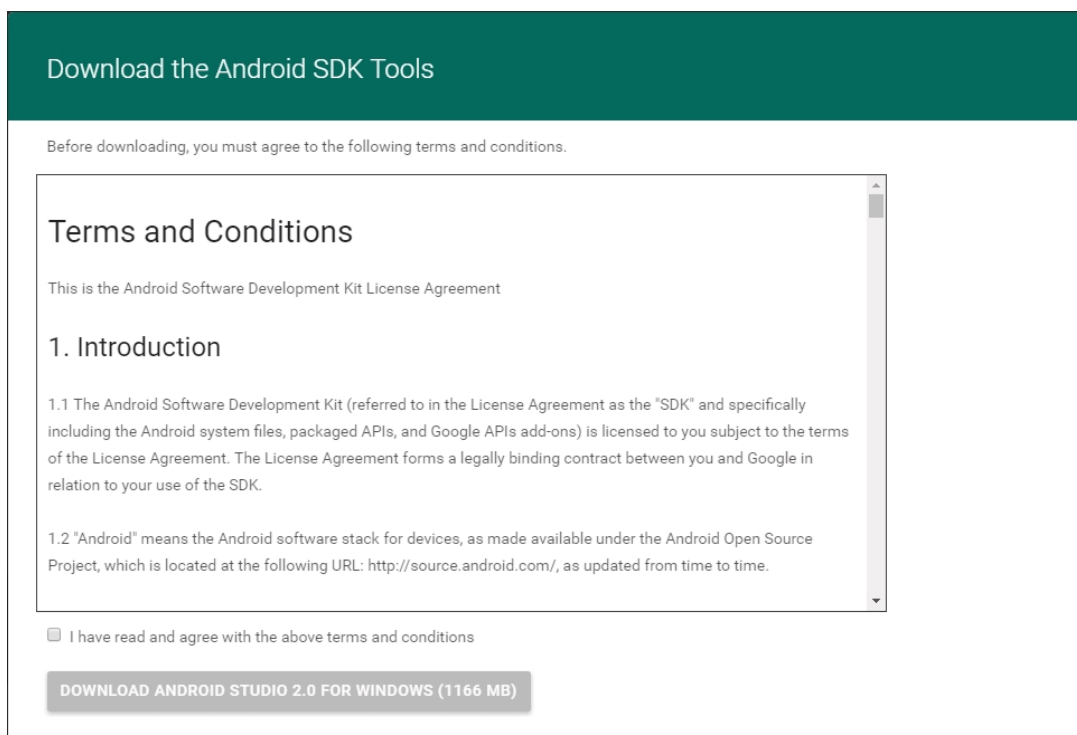 Download the Android SDK Tools
Before downloading, you must agree to the following terms and conditions.
Terms and Conditions
This is the Android Software Development Kit License Agreement
1. Introduction
1.1 The Android Software Development Kit (referred to in the License Agreement as the "SDK" and specifically
including the Android system files, packaged APIs, and Google APIs add-ons) is licensed to you subject to the terms
of the License Agreement. The License Agreement forms a legally binding contract between you and Google in
relation to your use of the SDK.
1.2 "Android" means the Android software stack for devices, as made available under the Android Open Source
Project, which is located at the following URL: http://source.android.com/, as updated from time to time.
I have read and agree with the above terms and conditions
DOWNLOAD ANDROID STUDIO 2.0 FOR WINDOWS (1166 MB)